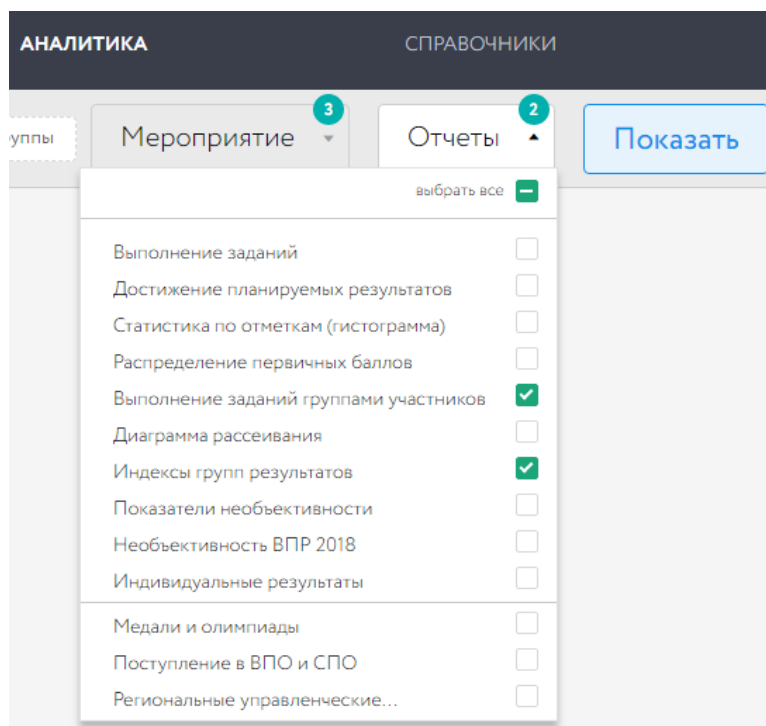 АНАЛИТИКА СПРАВОЧНИКИ
3 2
Мероприятие Отчеты Показать
выбрать все
Выполнение заданий
Достижение планируемых результатов
Статистика по отметкам (гистограмма)
Распределение первичных баллов
Выполнение заданий группами участников
Диаграмма рассеивания
Индексы групп результатов
Показатели необъективности
Необъективность ВПР 2018
Индивидуальные результаты
Медали и олимпиады
Поступление в ВПО и СПО
Региональные управленческие...